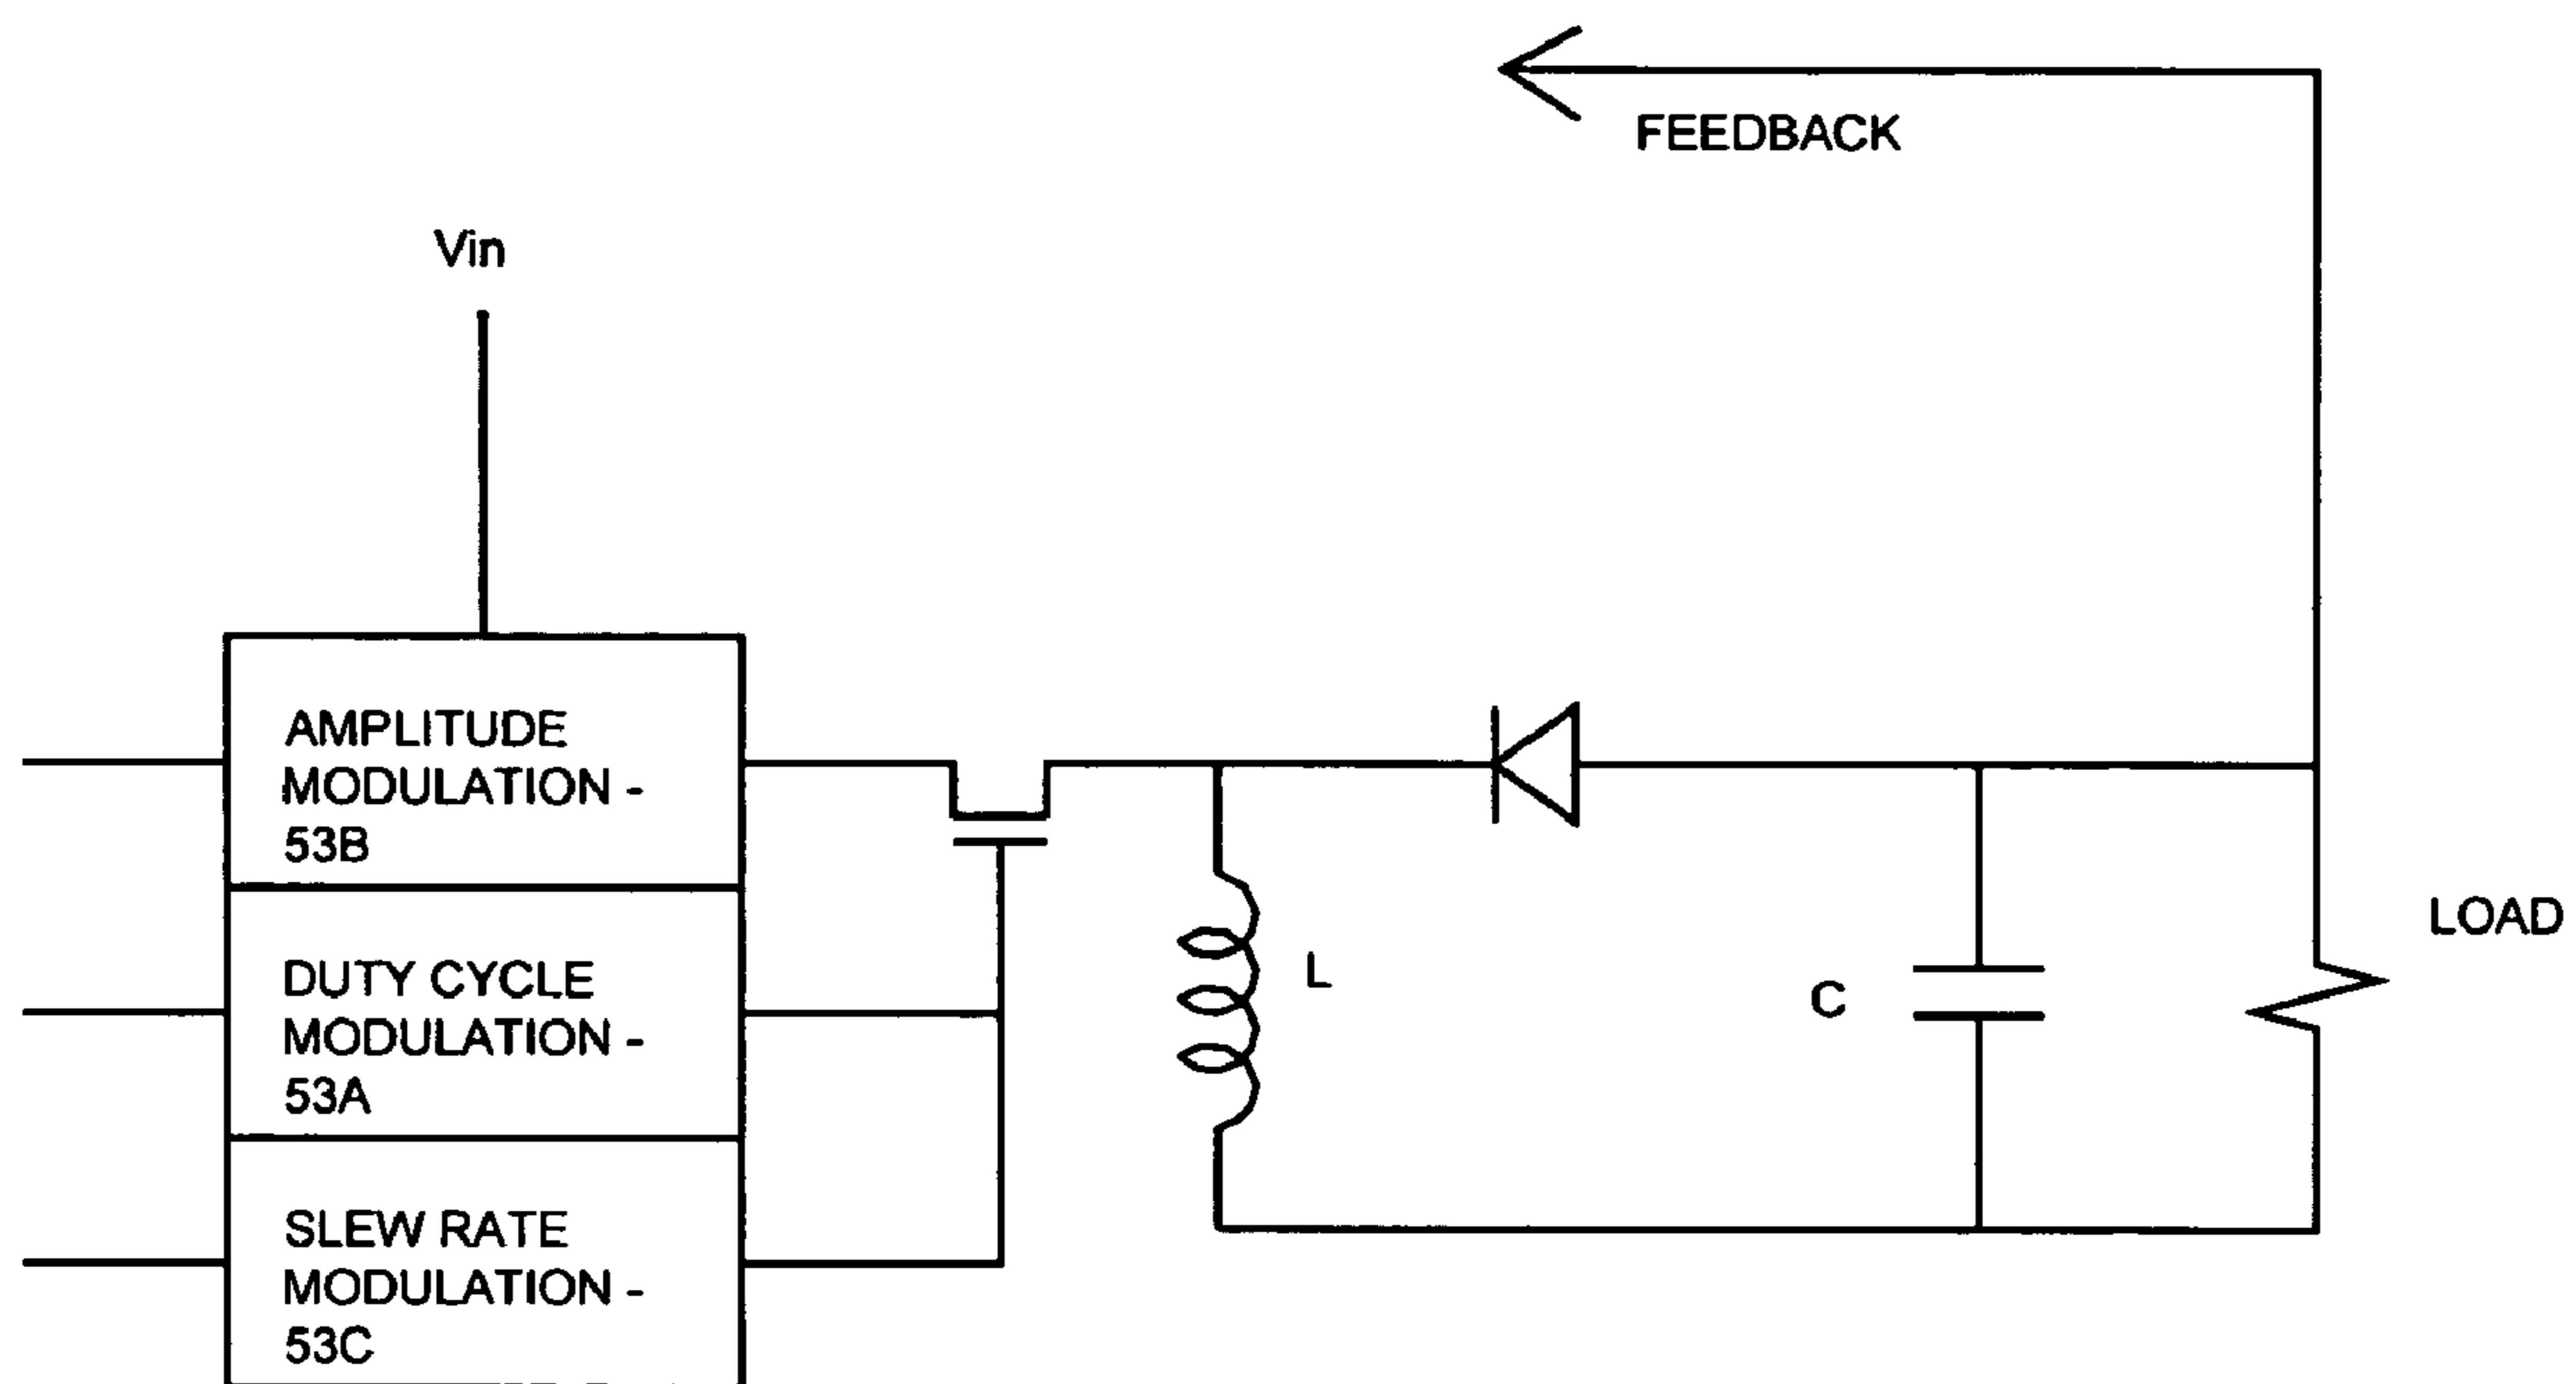 FEEDBACK
Vin
AMPLITUDE
MODULATION -
53B
DUTY CYCLE
MODULATION -
53A
SLEW RATE
MODULATION -
53C
L
C
LOAD